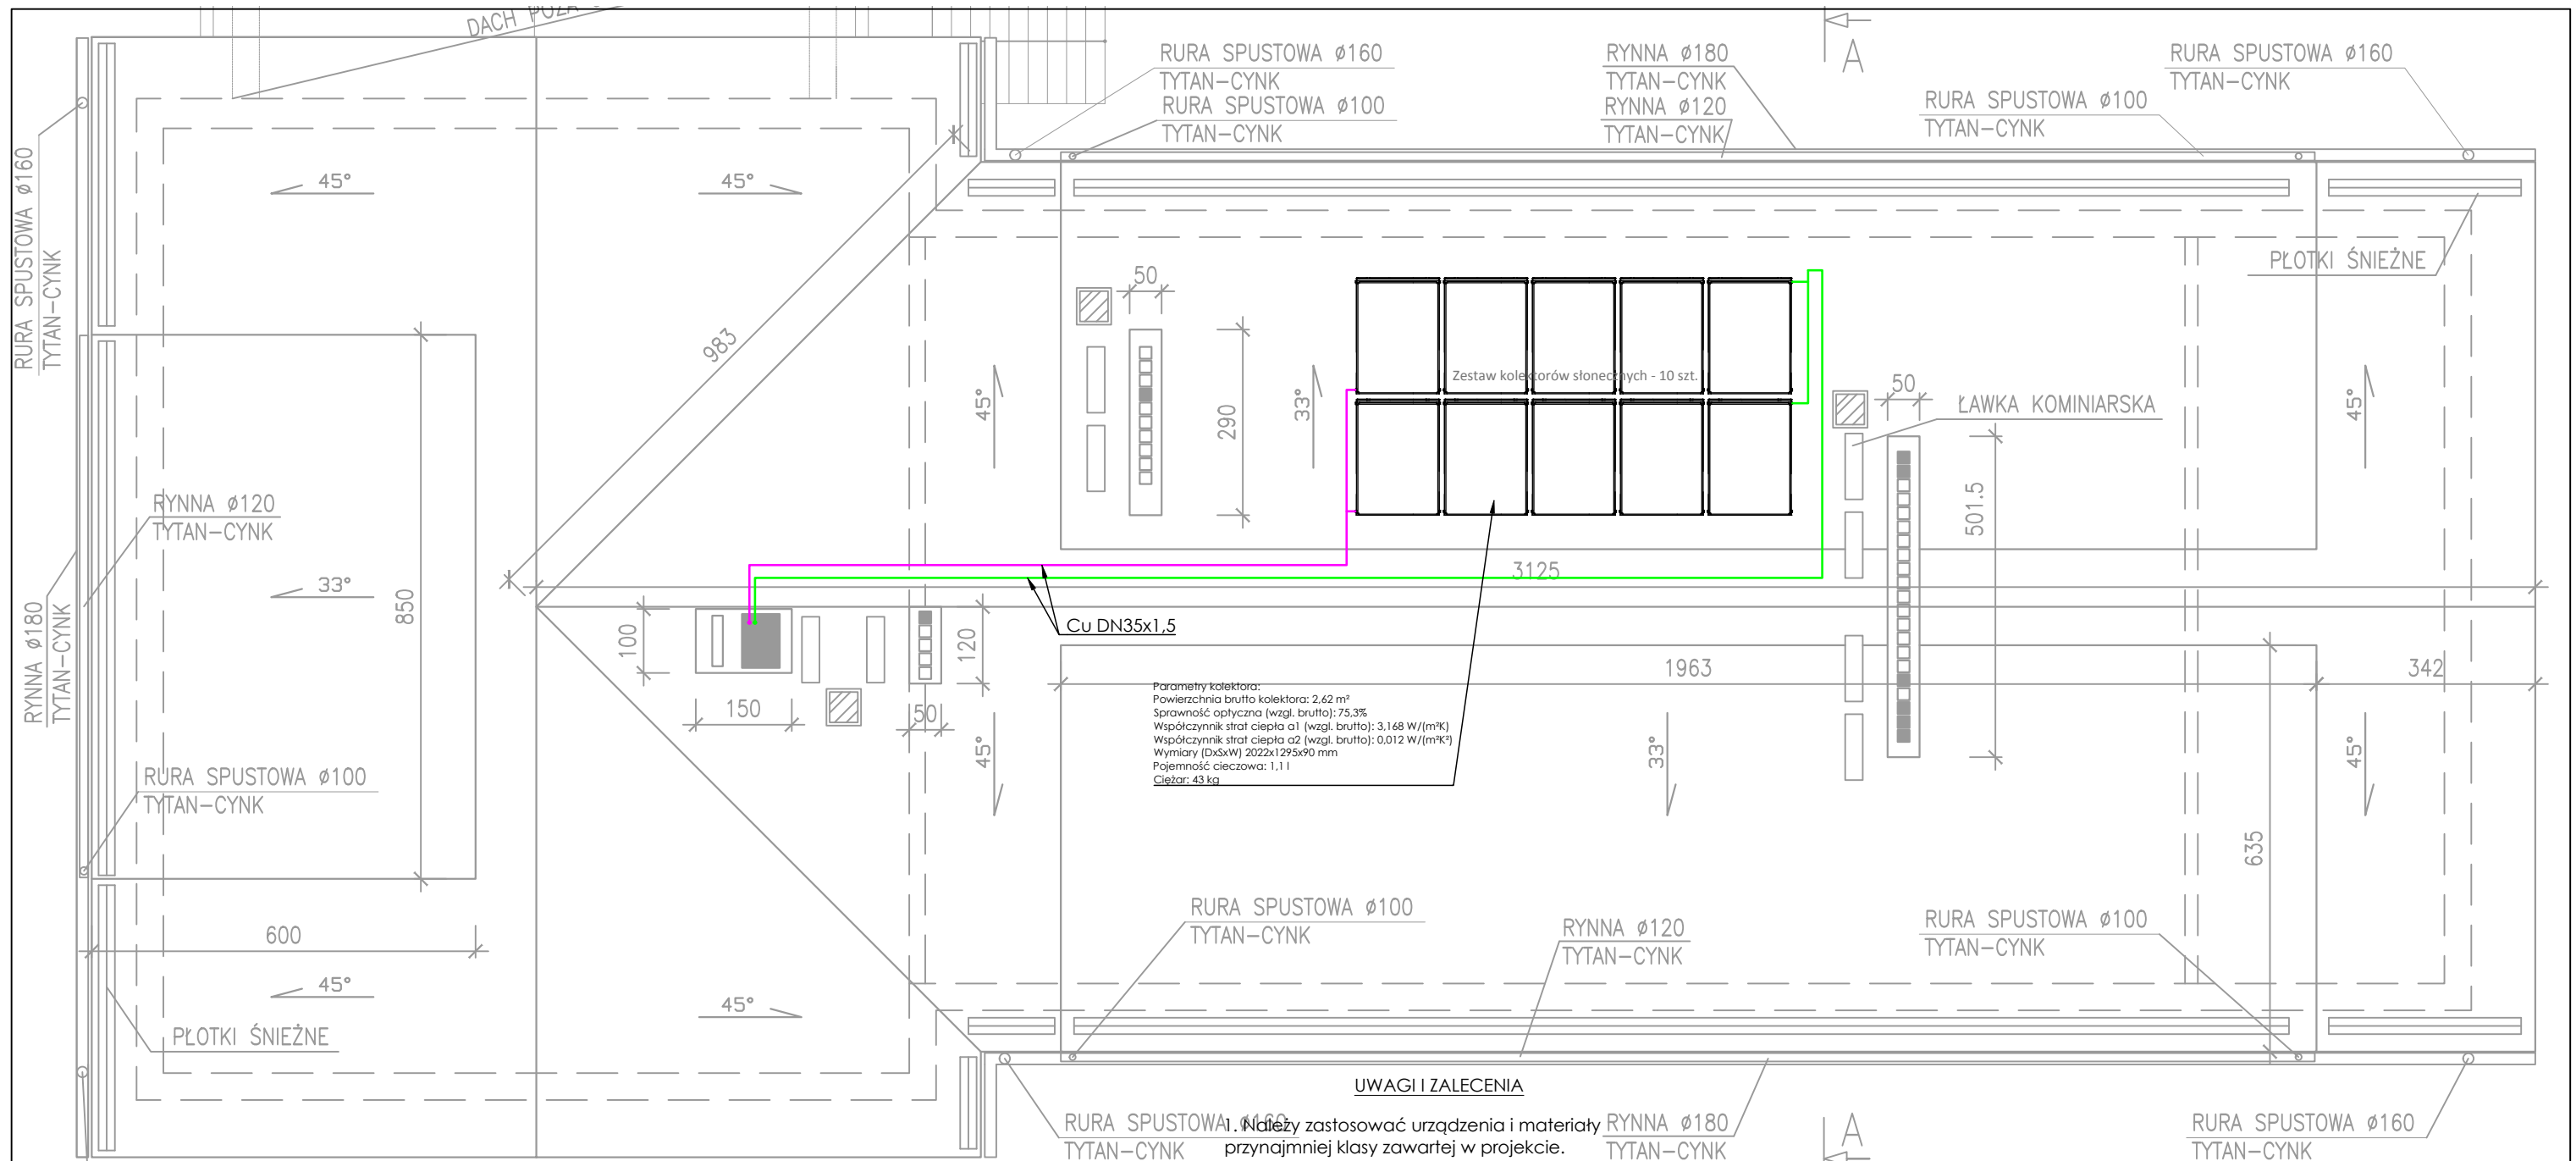 DACH POZA
RURA SPUSTOWA ø160
TYTAN-CYNK
RURA SPUSTOWA ø100
TYTAN-CYNK
RYNNA ø180
TYTAN-CYNK
RYNNA ø120
TYTAN-CYNK
A
RURA SPUSTOWA ø160
TYTAN-CYNK
RURA SPUSTOWA ø100
TYTAN-CYNK
RURA SPUSTOWA ø160
TYTAN-CYNK
45°
45°
PŁOTKI ŚNIEŻNE
50
983
Zestaw kolektorów słonecznych - 10 szt.
45°
290
33°
50
ŁAWKA KOMINIARSKA
45°
RYNNA ø120
TYTAN-CYNK
501.5
33°
850
3125
RYNNA ø180
TYTAN-CYNK
100
Cu DN35x1,5
120
150
50
1963
342
Parametry kolektora:
Powierzchnia brutto kolektora: 2,62 m²
Sprawność optyczna (wzgl. brutto): 75,3%
Współczynnik strat ciepła a1 (wzgl. brutto): 3,168 W/(m²K)
Współczynnik strat ciepła a2 (wzgl. brutto): 0,012 W/(m²K²)
Wymiary (DxSxW) 2022x1295x90 mm
Pojemność cieczowa: 1,1 l
Ciężar: 43 kg
45°
33°
45°
RURA SPUSTOWA ø100
TYTAN-CYNK
635
600
RURA SPUSTOWA ø100
TYTAN-CYNK
RYNNA ø120
TYTAN-CYNK
RURA SPUSTOWA ø100
TYTAN-CYNK
45°
45°
PŁOTKI ŚNIEŻNE
UWAGI I ZALECENIA
RURA SPUSTOWA ø160
TYTAN-CYNK
1. Należy zastosować urządzenia i materiały
przynajmniej klasy zawartej w projekcie.
RYNNA ø180
TYTAN-CYNK
A
RURA SPUSTOWA ø160
TYTAN-CYNK